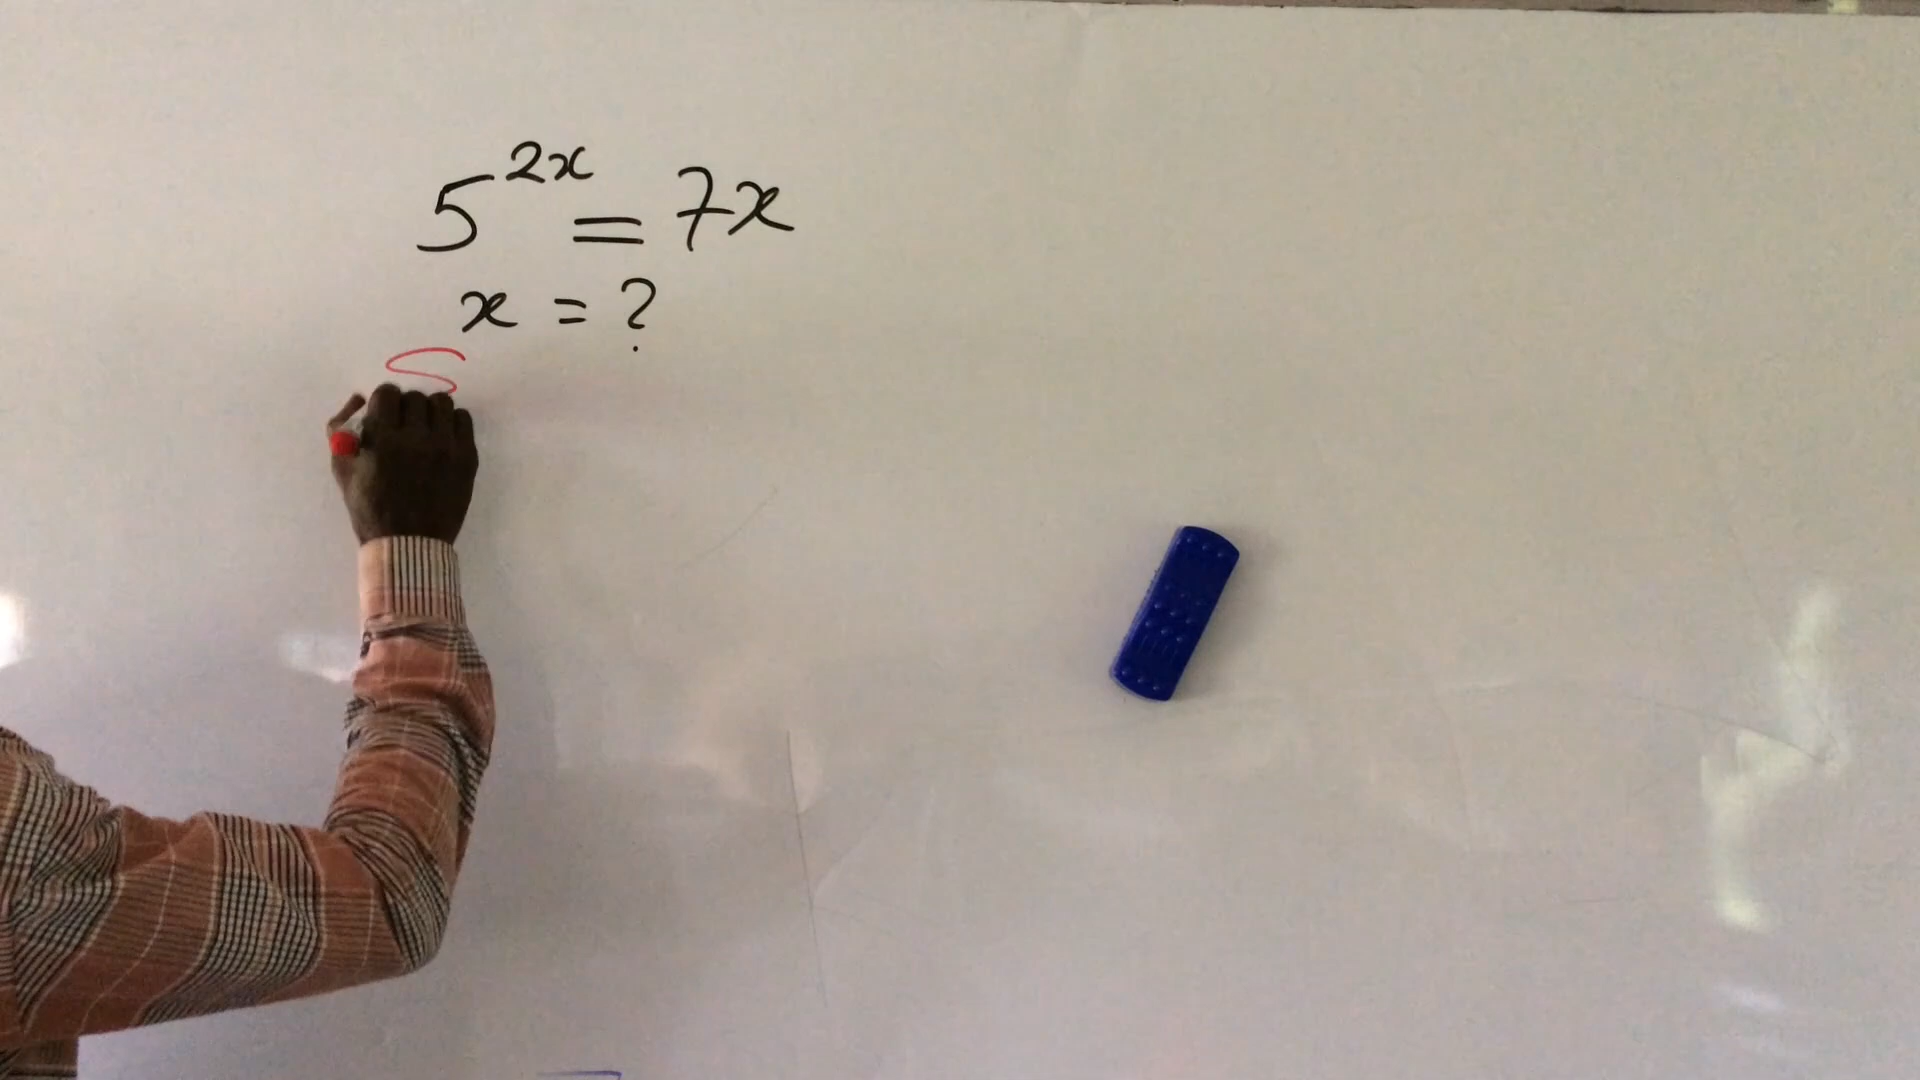 5^{2x} = 7x
x = ?
S